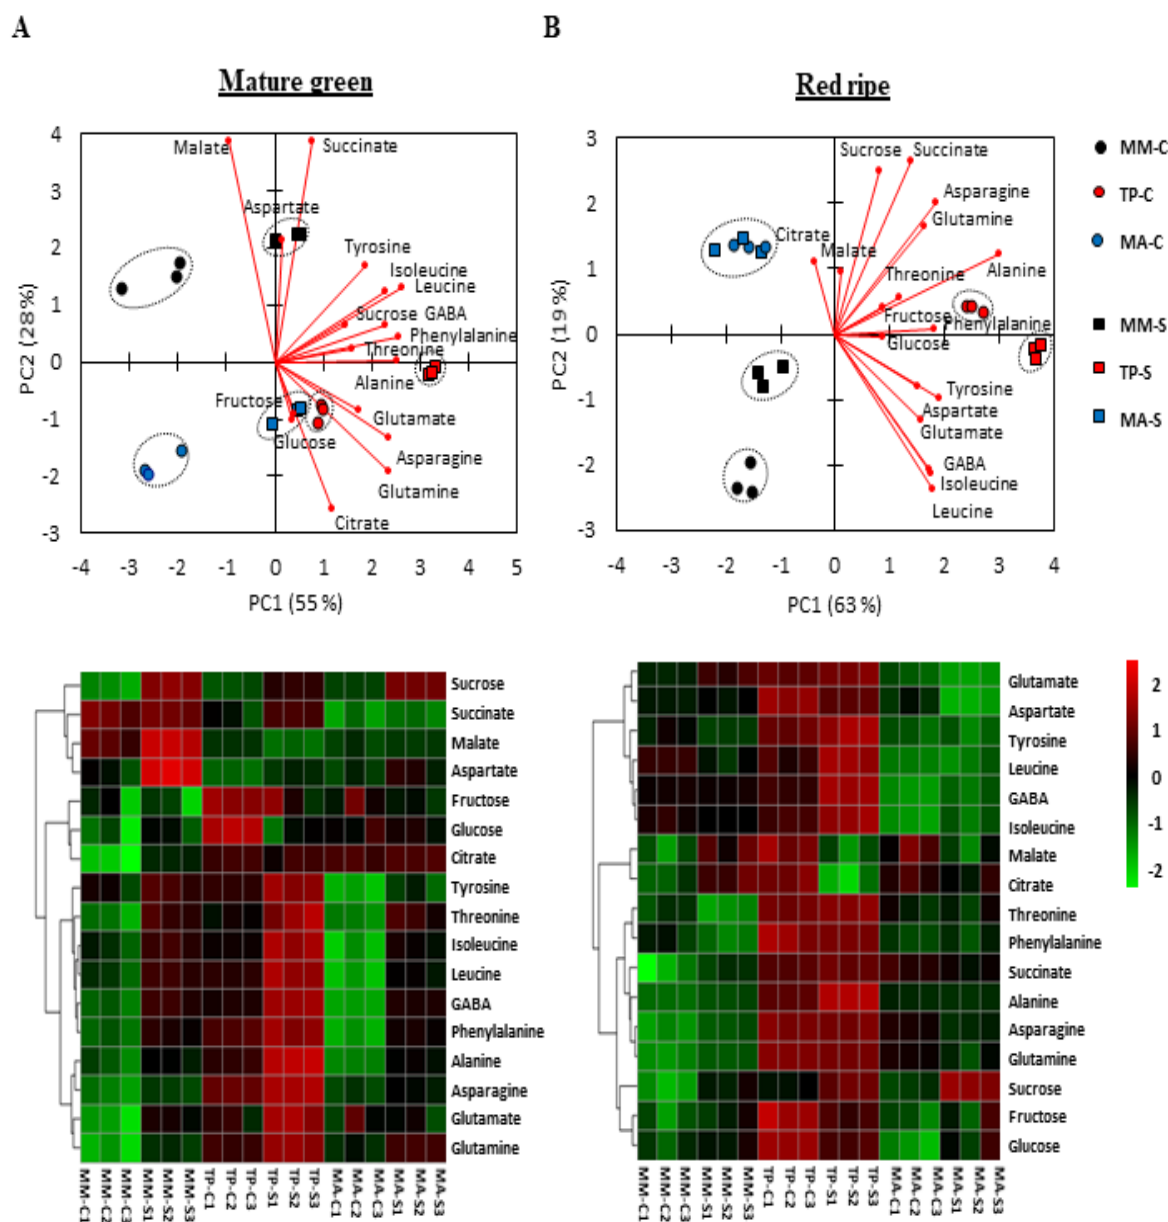 A
B
Mature green
Red ripe
4
3
2
1
0
-1
-2
-3
PC2 (28%)
Malate
Succinate
Aspartate
Tyrosine
Isoleucine
Leucine
Sucrose GABA
Phenylalanine
Threonine
Alanine
Fructose
Glutamate
Glucose
Asparagine
Glutamine
Citrate
-4 -3 -2 -1 0 1 2 3 4 5
PC1 (55 %)
3
2
1
0
-1
-2
-3
PC2 (19 %)
Sucrose Succinate
Asparagine
Glutamine
Citrate
Malate
Alanine
Threonine
Fructose
Phenylalanine
Glucose
Tyrosine
Aspartate
Glutamate
GABA
Isoleucine
Leucine
-4 -3 -2 -1 0 1 2 3 4
PC1 (63 %)
MM-C
TP-C
MA-C
MM-S
TP-S
MA-S
Sucrose
Succinate
Malate
Aspartate
Fructose
Glucose
Citrate
Tyrosine
Threonine
Isoleucine
Leucine
GABA
Phenylalanine
Alanine
Asparagine
Glutamate
Glutamine
MM-C1
MM-C2
MM-C3
MM-S1
MM-S2
MM-S3
TP-C1
TP-C2
TP-C3
TP-S1
TP-S2
TP-S3
MA-C1
MA-C2
MA-C3
MA-S1
MA-S2
MA-S3
Glutamate
Aspartate
Tyrosine
Leucine
GABA
Isoleucine
Malate
Citrate
Threonine
Phenylalanine
Succinate
Alanine
Asparagine
Glutamine
Sucrose
Fructose
Glucose
MM-C1
MM-C2
MM-C3
MM-S1
MM-S2
MM-S3
TP-C1
TP-C2
TP-C3
TP-S1
TP-S2
TP-S3
MA-C1
MA-C2
MA-C3
MA-S1
MA-S2
MA-S3
2
1
0
-1
-2